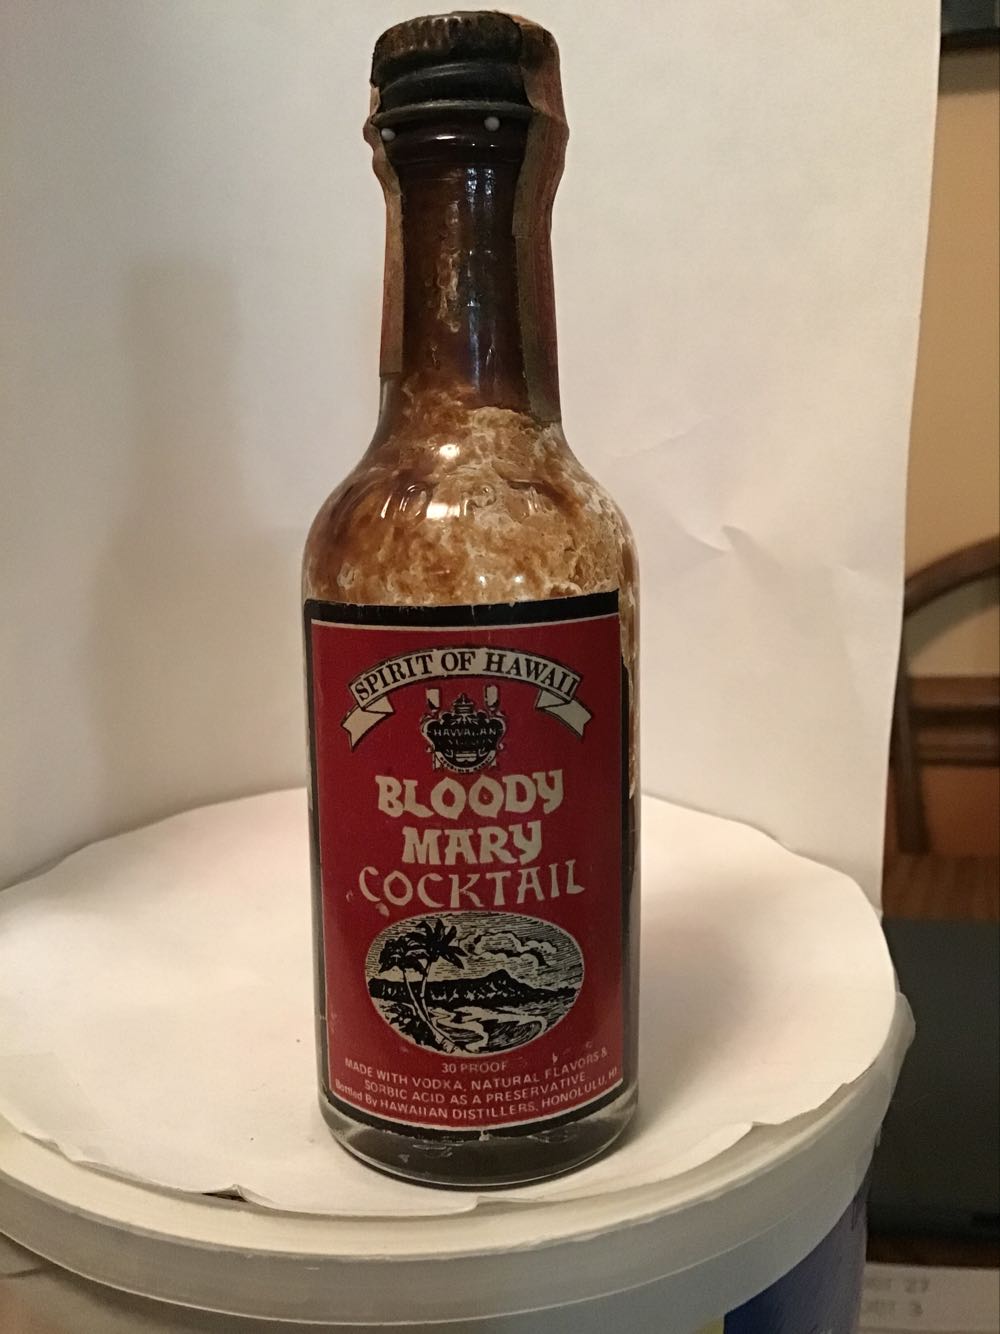 SPIRIT OF HAWAII
HAWAIIAN
BLOODY
MARY
COCKTAIL
30 PROOF
MADE WITH VODKA, NATURAL FLAVORS &
SORBIC ACID AS A PRESERVATIVE
Bottled By HAWAIIAN DISTILLERS, HONOLULU, HI